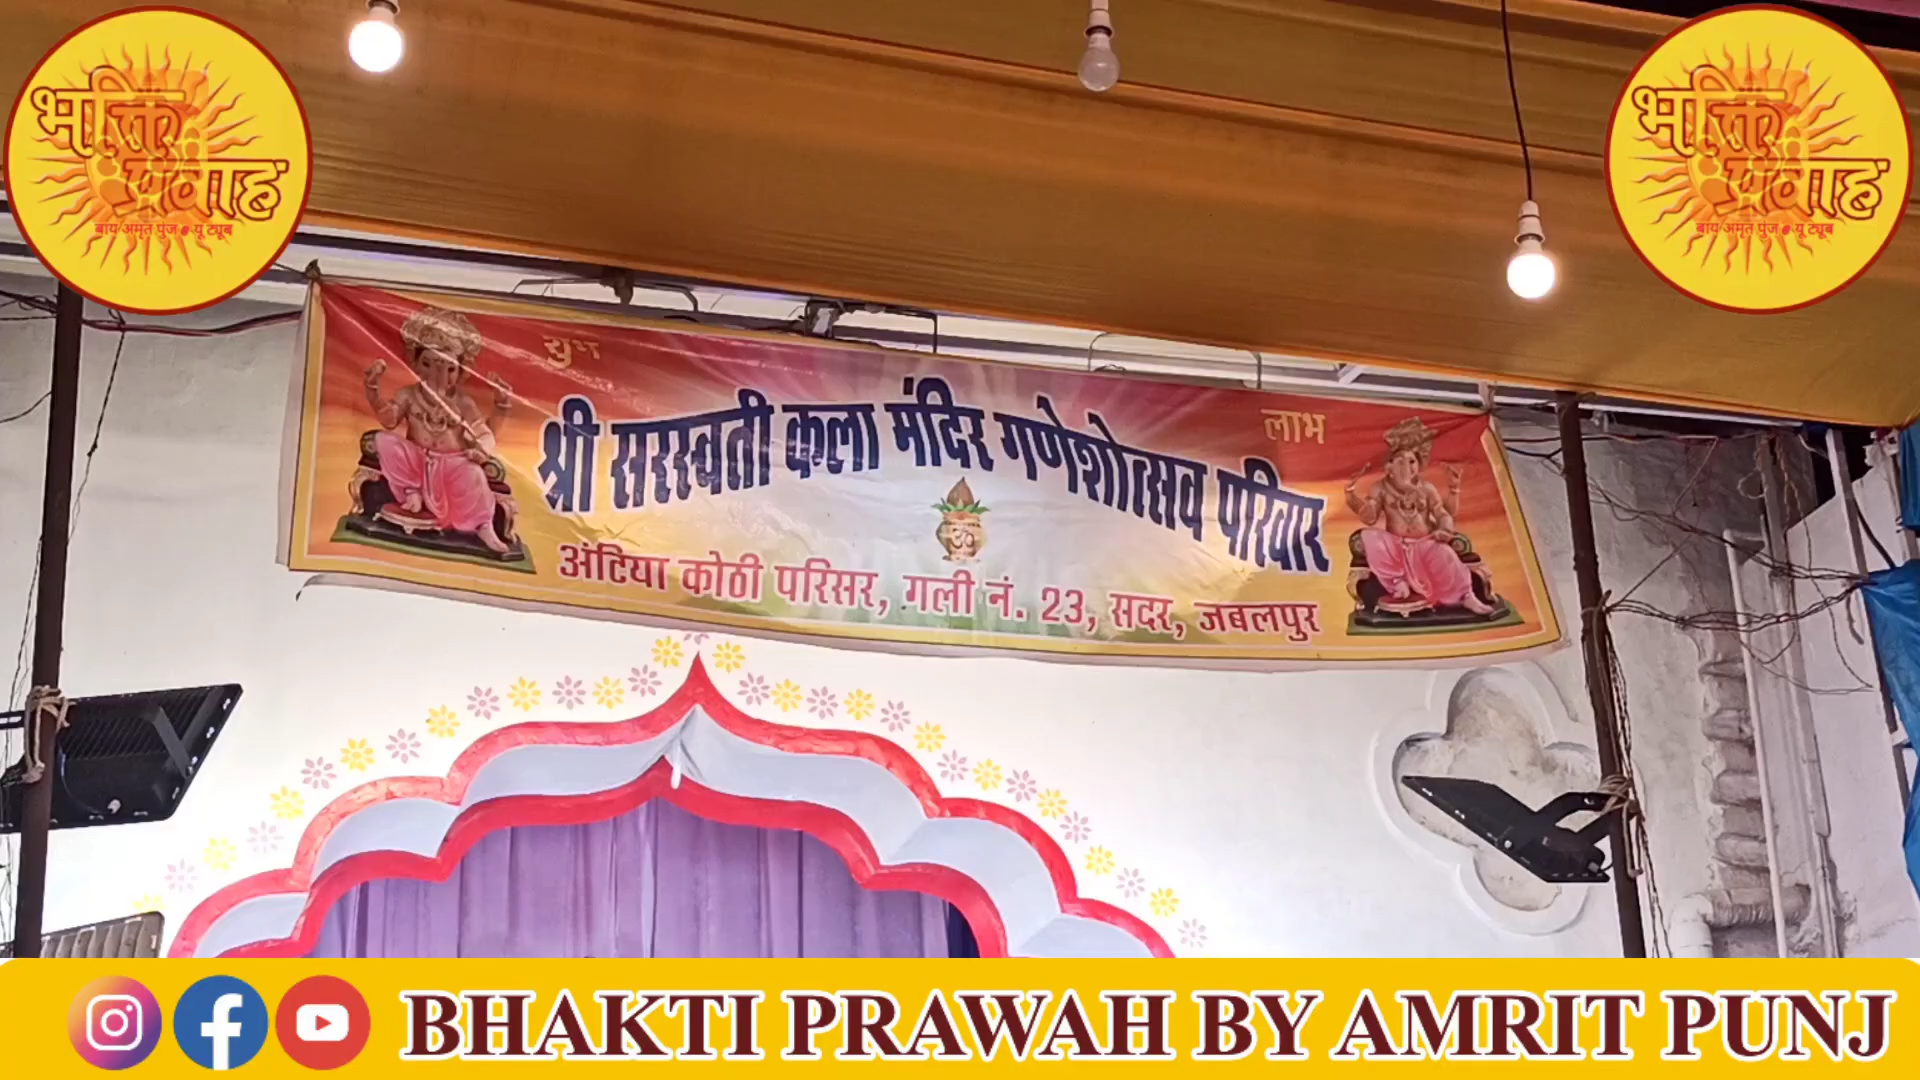 भक्ति
प्रवाह
बाय अमृत पुंज @ यू ट्यूब
भक्ति
प्रवाह
बाय अमृत पुंज @ यू ट्यूब
शुभ
लाभ
श्री सरस्वती कला मंदिर गणेशोत्सव परिवार
ॐ
अंटिया कोठी परिसर, गली नं. 23, सदर, जबलपुर
BHAKTI PRAWAH BY AMRIT PUNJ